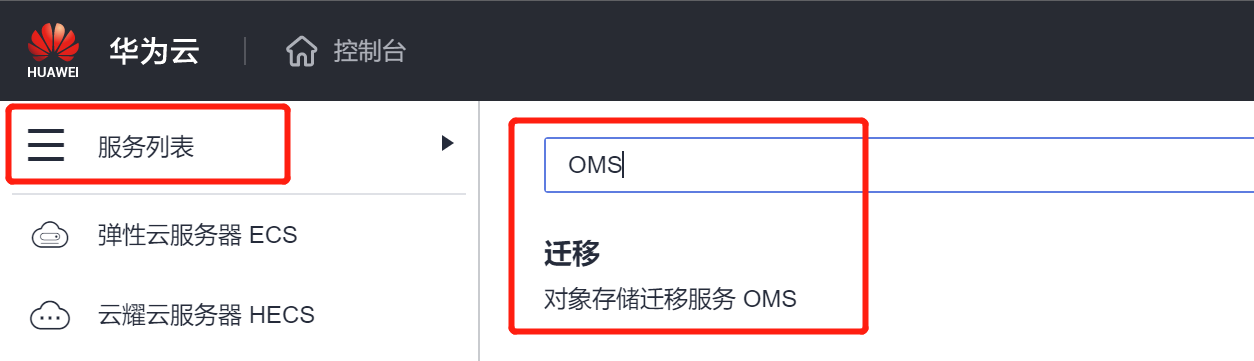 HUAWEI
华为云
控制台
服务列表
弹性云服务器 ECS
云耀云服务器 HECS
OMS
迁移
对象存储迁移服务 OMS